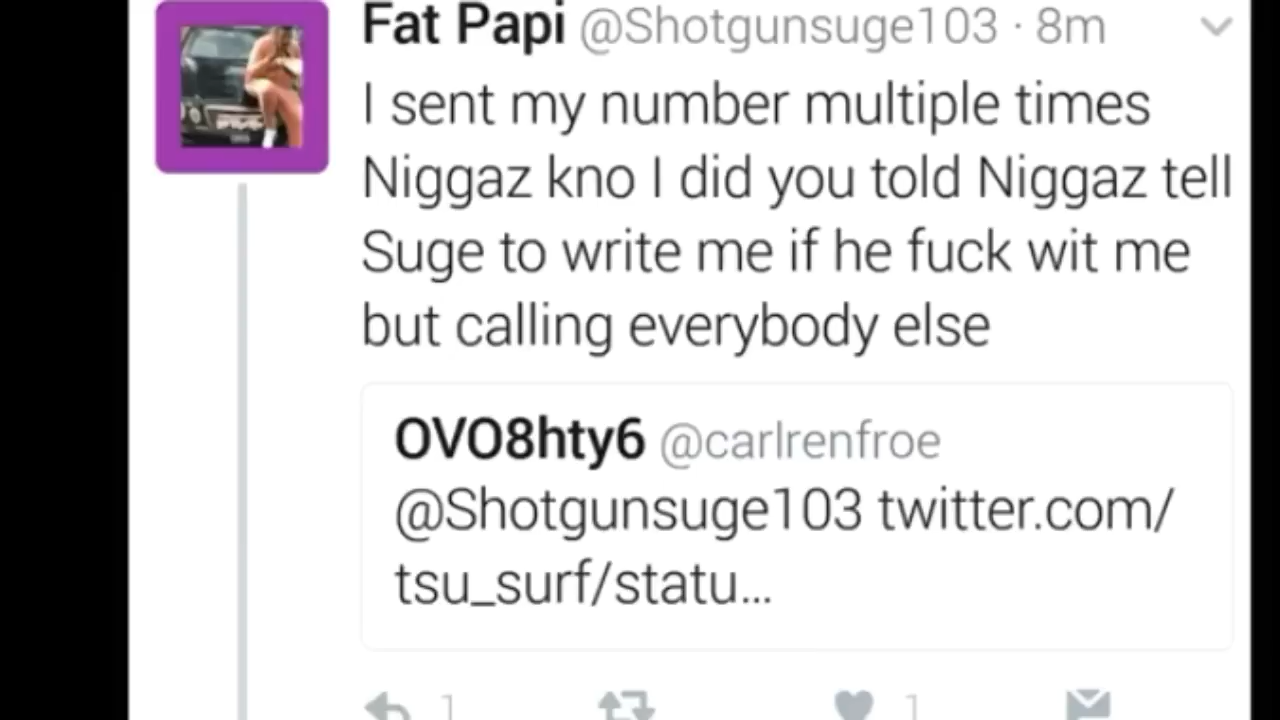 Fat Papi @Shotgunsuge103 · 8m
I sent my number multiple times
Niggaz kno I did you told Niggaz tell
Suge to write me if he fuck wit me
but calling everybody else
OVO8hty6 @carlrenfroe
@Shotgunsuge103 twitter.com/
tsu_surf/statu...
1 1